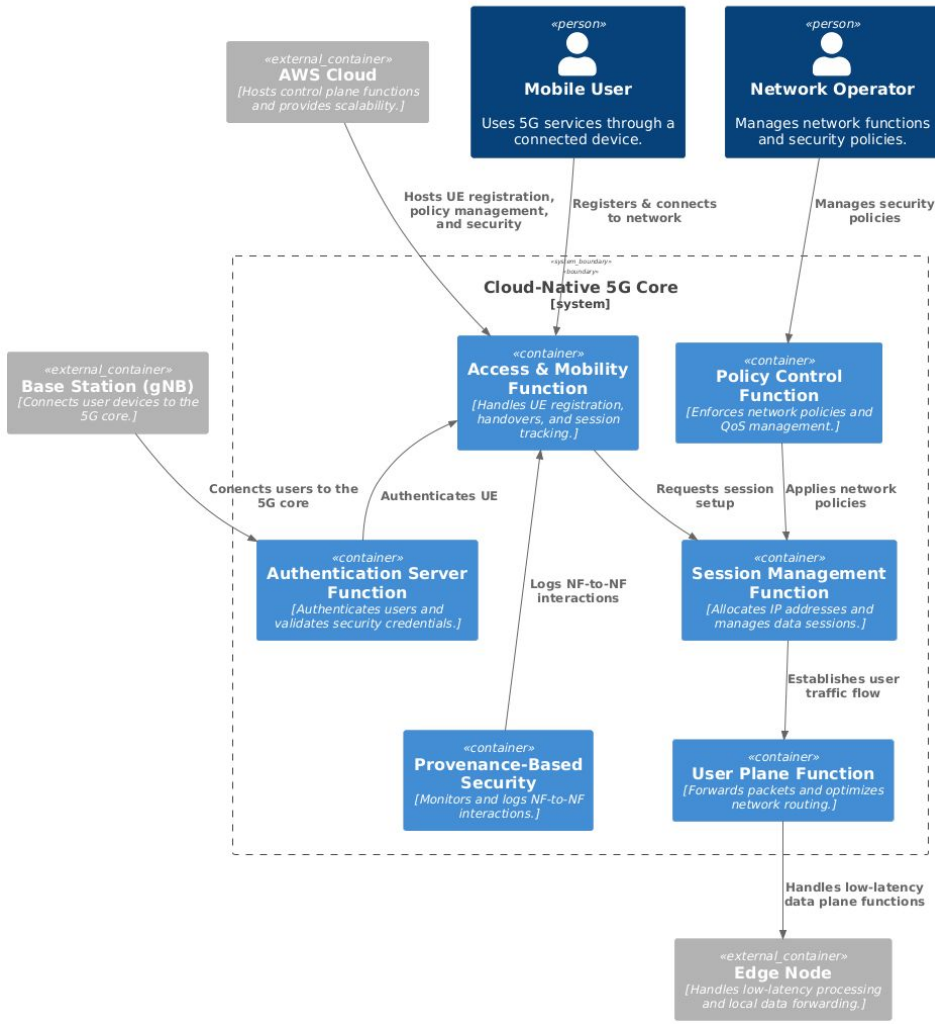 «person»
Mobile User
Uses 5G services through a
connected device.
«person»
Network Operator
Manages network functions
and security policies.
«external_container»
AWS Cloud
[Hosts control plane functions
and provides scalability.]
Hosts UE registration,
policy management,
and security
Registers & connects
to network
Manages security
policies
«system_boundary»
«boundary»
Cloud-Native 5G Core
[system]
«external_container»
Base Station (gNB)
[Connects user devices to the
5G core.]
«container»
Access & Mobility
Function
[Handles UE registration,
handovers, and session
tracking.]
«container»
Policy Control
Function
[Enforces network policies and
QoS management.]
Conencts users to the
5G core
Authenticates UE
Requests session
setup
Applies network
policies
«container»
Authentication Server
Function
[Authenticates users and
validates security credentials.]
Logs NF-to-NF
interactions
«container»
Session Management
Function
[Allocates IP addresses and
manages data sessions.]
Establishes user
traffic flow
«container»
Provenance-Based
Security
[Monitors and logs NF-to-NF
interactions.]
«container»
User Plane Function
[Forwards packets and optimizes
network routing.]
Handles low-latency
data plane functions
«external_container»
Edge Node
[Handles low-latency processing
and local data forwarding.]